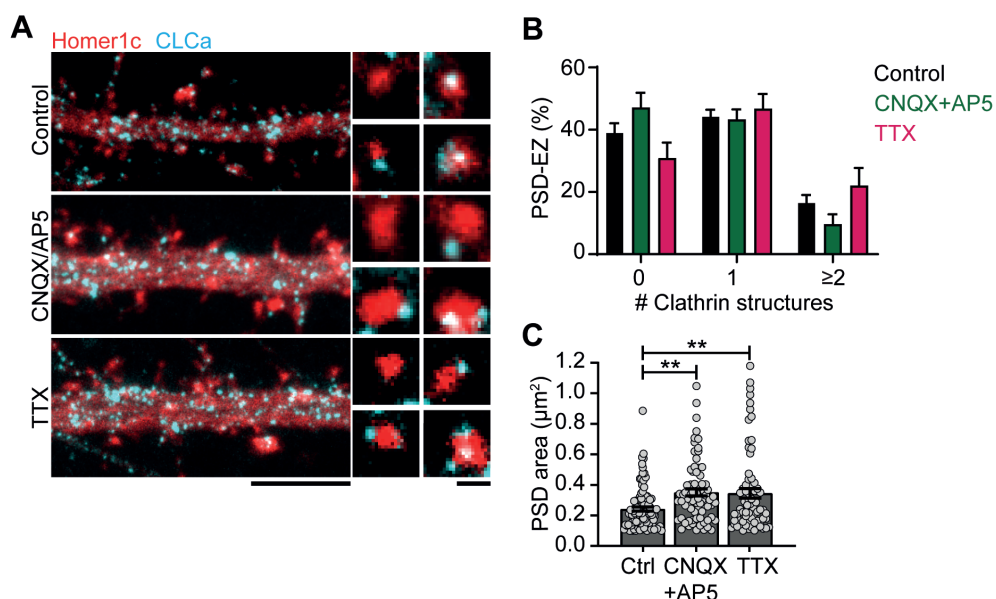 A
Homer1c CLCa
Control
CNQX/AP5
TTX
B
PSD-EZ (%)
60
40
20
0
0 1 ≥2
# Clathrin structures
Control
CNQX+AP5
TTX
C
PSD area (μm²)
1.2
1.0
0.8
0.6
0.4
0.2
0.0
**
**
Ctrl CNQX TTX
+AP5